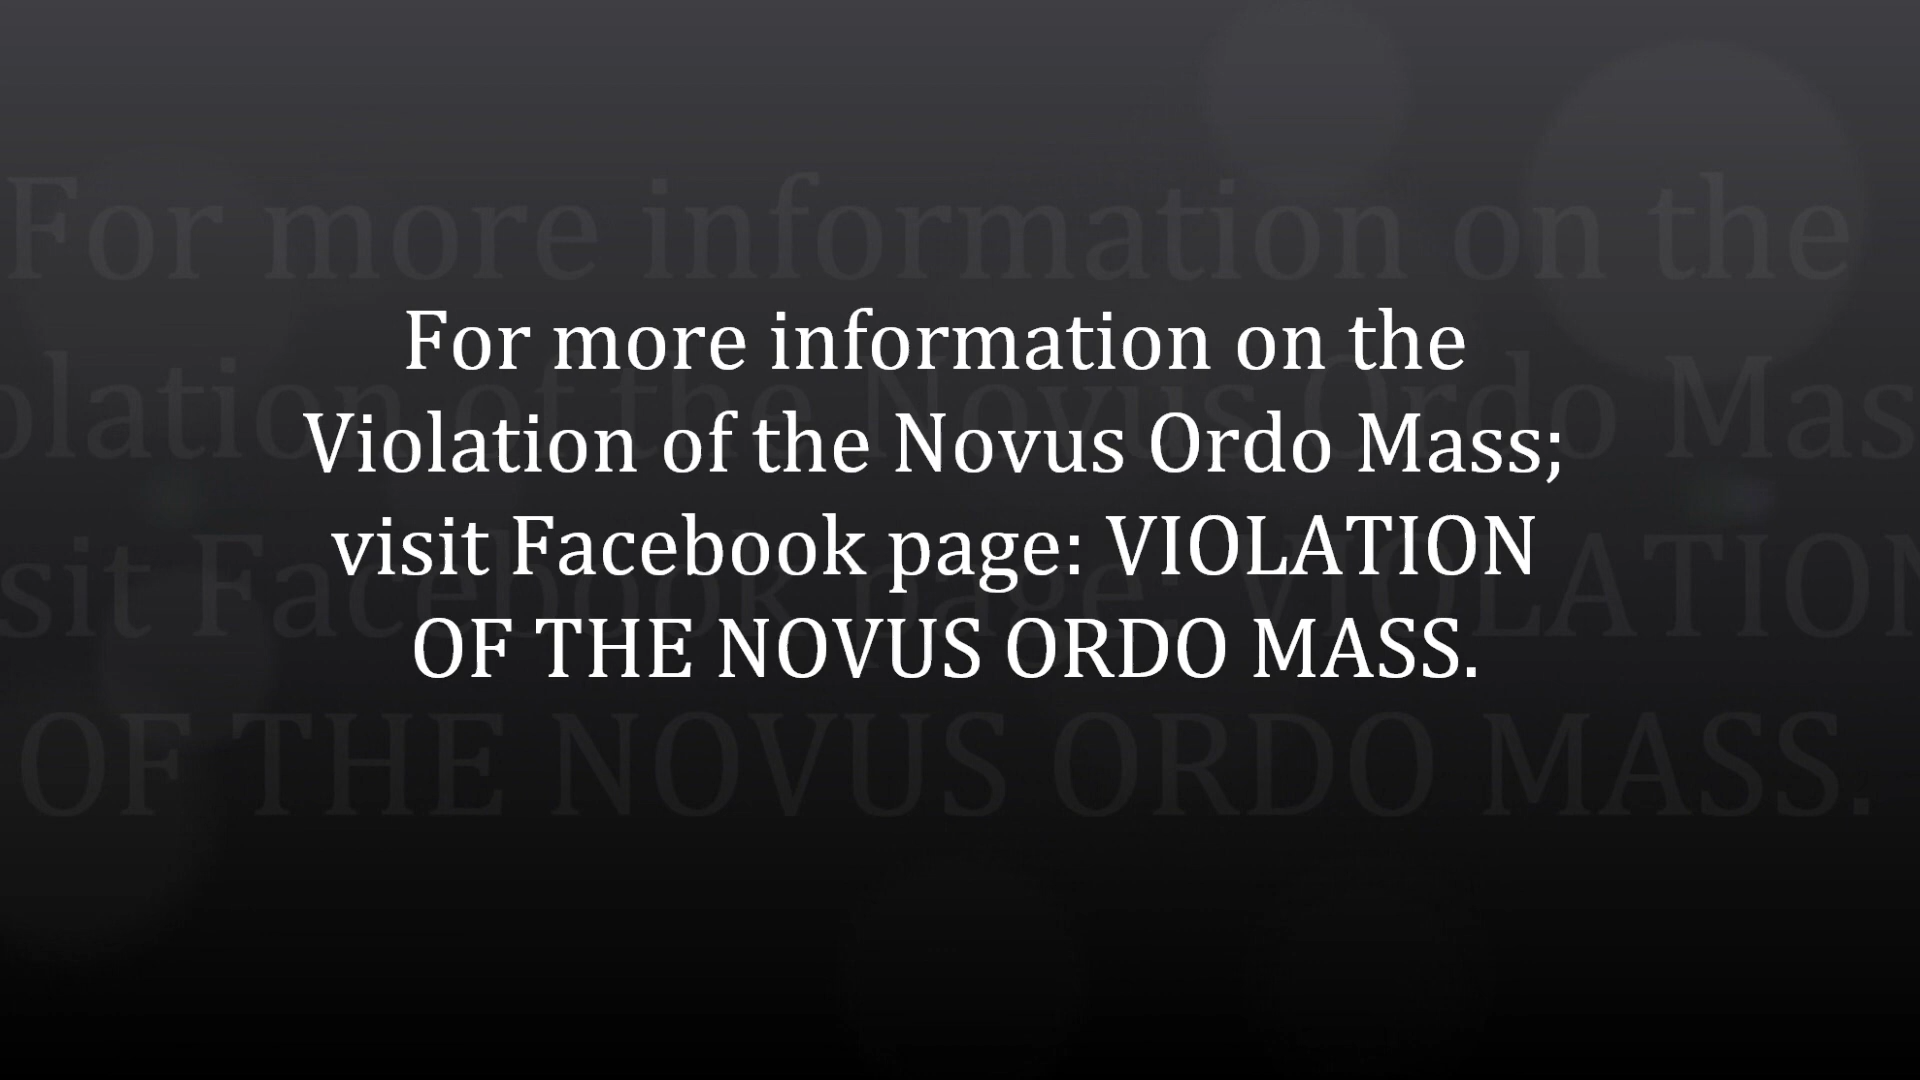 For more information on the
Violation of the Novus Ordo Mass;
visit Facebook page: VIOLATION
OF THE NOVUS ORDO MASS.